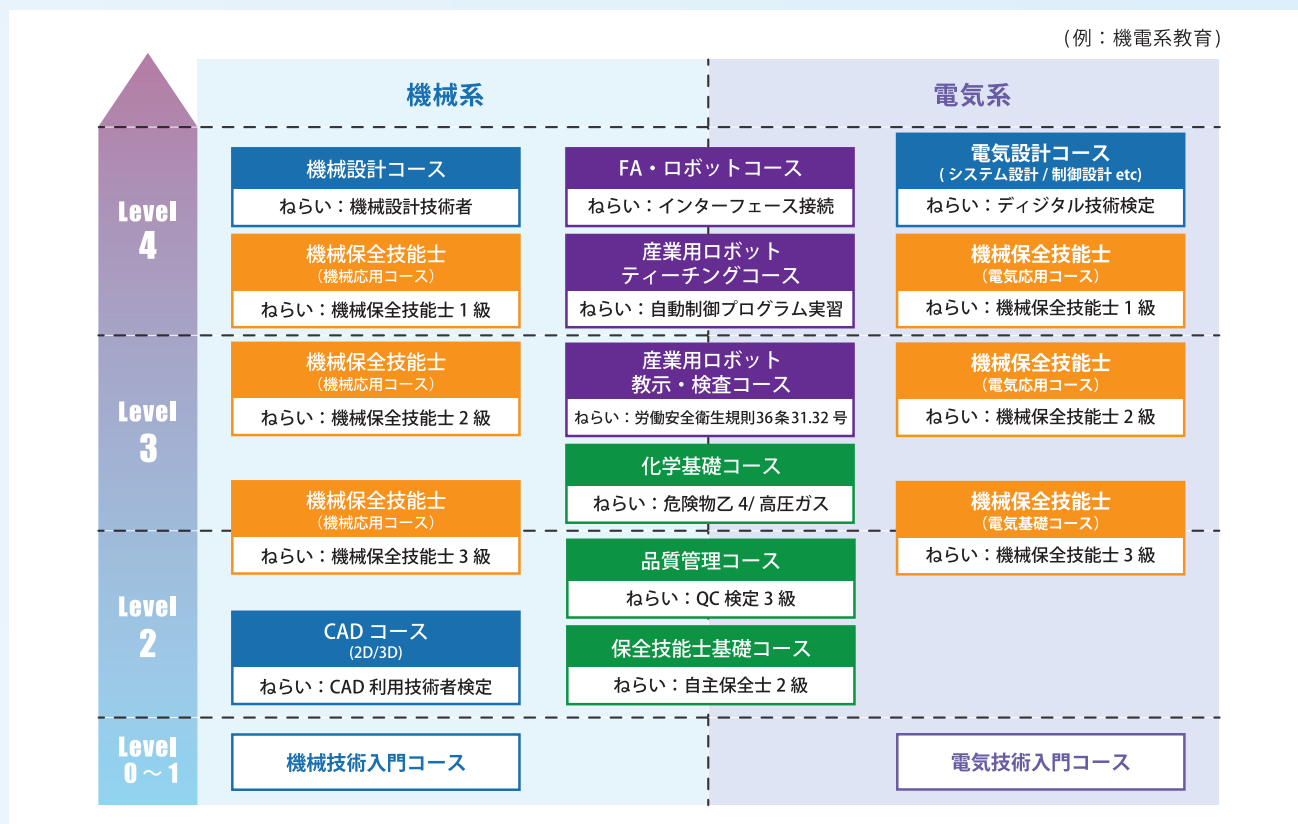 (例：機電系教育)
機械系
電気系
Level
4
機械設計コース
ねらい：機械設計技術者
FA・ロボットコース
ねらい：インターフェース接続
電気設計コース
( システム設計 / 制御設計 etc)
ねらい：ディジタル技術検定
機械保全技能士
（機械応用コース）
ねらい：機械保全技能士 1 級
産業用ロボット
ティーチングコース
ねらい：自動制御プログラム実習
機械保全技能士
（電気応用コース）
ねらい：機械保全技能士 1 級
Level
3
機械保全技能士
（機械応用コース）
ねらい：機械保全技能士 2 級
産業用ロボット
教示・検査コース
ねらい：労働安全衛生規則36条31.32 号
機械保全技能士
（電気応用コース）
ねらい：機械保全技能士 2 級
化学基礎コース
ねらい：危険物乙 4/ 高圧ガス
機械保全技能士
（機械応用コース）
ねらい：機械保全技能士 3 級
機械保全技能士
（電気基礎コース）
ねらい：機械保全技能士 3 級
Level
2
品質管理コース
ねらい：QC 検定 3 級
CAD コース
(2D/3D)
ねらい：CAD 利用技術者検定
保全技能士基礎コース
ねらい：自主保全士 2 級
Level
0～1
機械技術入門コース
電気技術入門コース